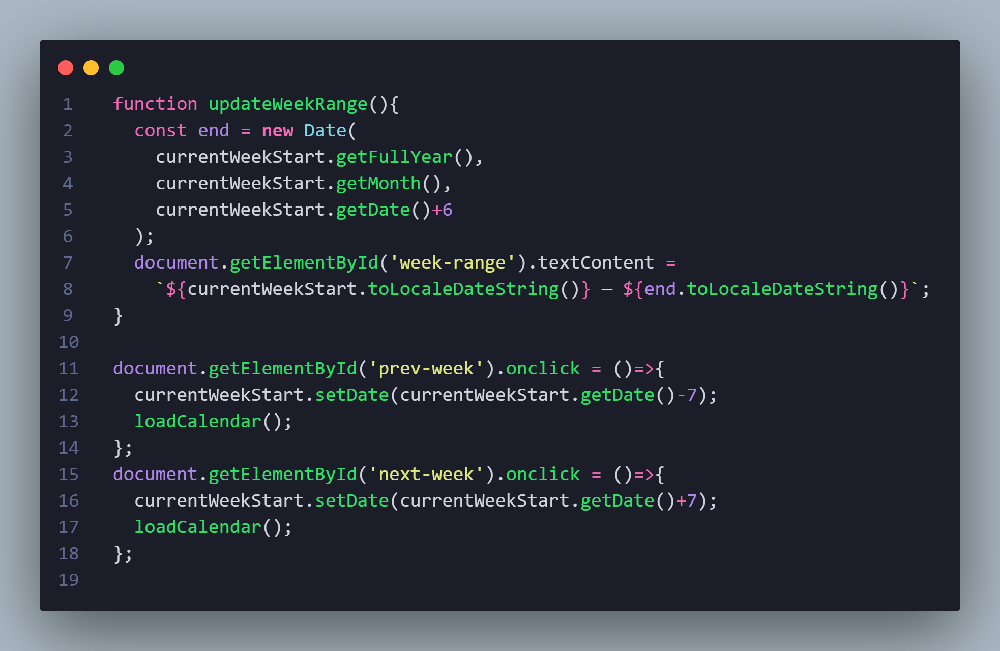 1 function updateWeekRange(){
2   const end = new Date(
3     currentWeekStart.getFullYear(),
4     currentWeekStart.getMonth(),
5     currentWeekStart.getDate()+6
6   );
7   document.getElementById('week-range').textContent =
8     `${currentWeekStart.toLocaleDateString()} – ${end.toLocaleDateString()}`;
9 }
10
11 document.getElementById('prev-week').onclick = ()=>{
12   currentWeekStart.setDate(currentWeekStart.getDate()-7);
13   loadCalendar();
14 };
15 document.getElementById('next-week').onclick = ()=>{
16   currentWeekStart.setDate(currentWeekStart.getDate()+7);
17   loadCalendar();
18 };
19